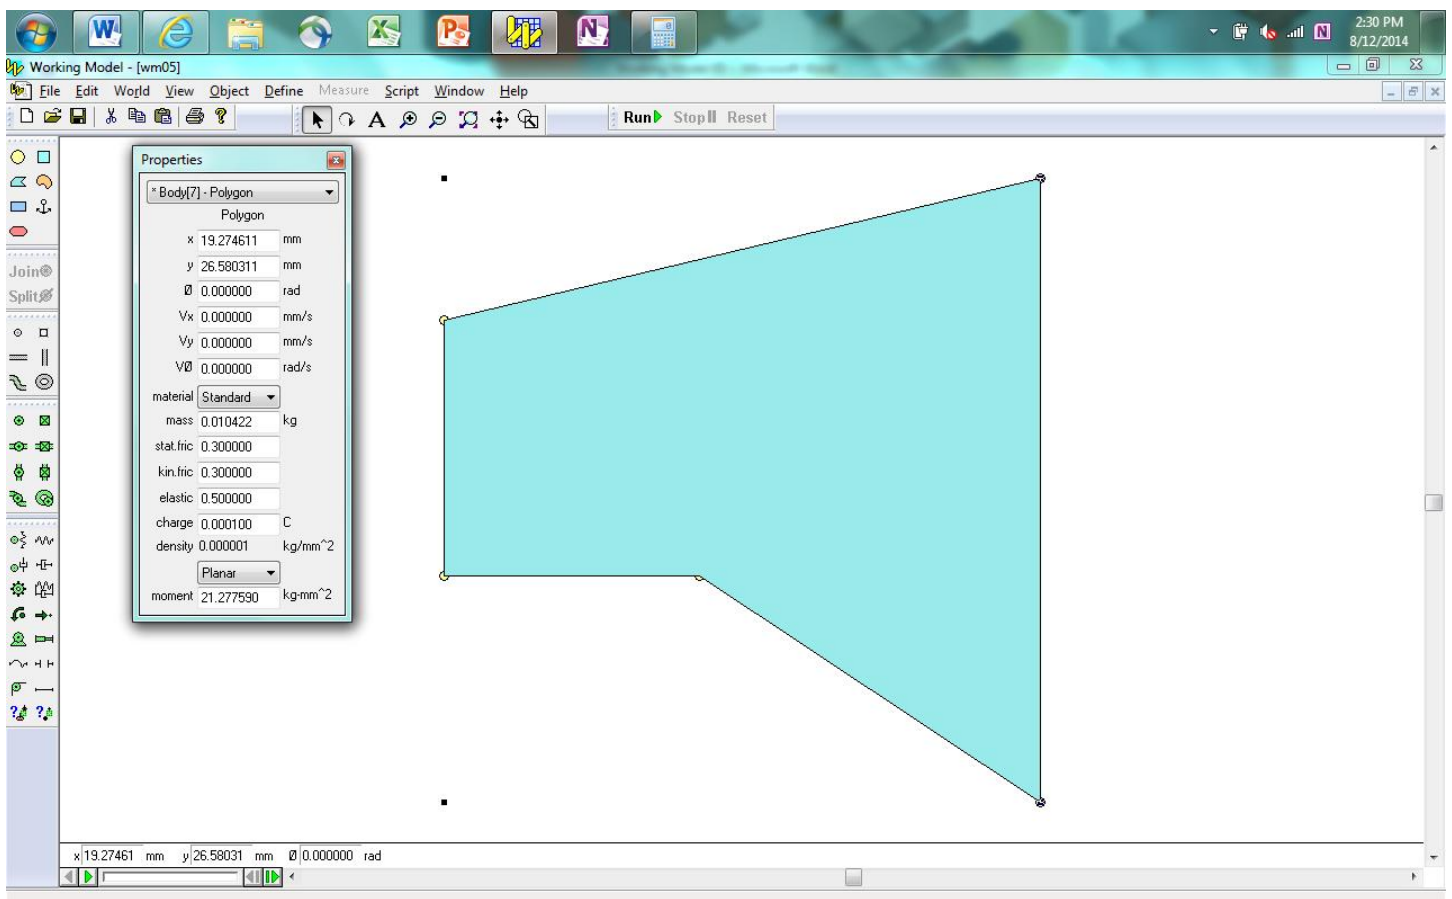 2:30 PM
8/12/2014
Working Model - [wm05]
File Edit World View Object Define Measure Script Window Help
A Run Stop Reset
Properties
* Body[7] - Polygon
Polygon
x 19.274611 mm
y 26.580311 mm
Ø 0.000000 rad
Vx 0.000000 mm/s
Vy 0.000000 mm/s
VØ 0.000000 rad/s
material Standard
mass 0.010422 kg
stat.fric 0.300000
kin.fric 0.300000
elastic 0.500000
charge 0.000100 C
density 0.000001 kg/mm^2
Planar
moment 21.277590 kg-mm^2
Join
Split
x 19.27461 mm y 26.58031 mm Ø 0.000000 rad